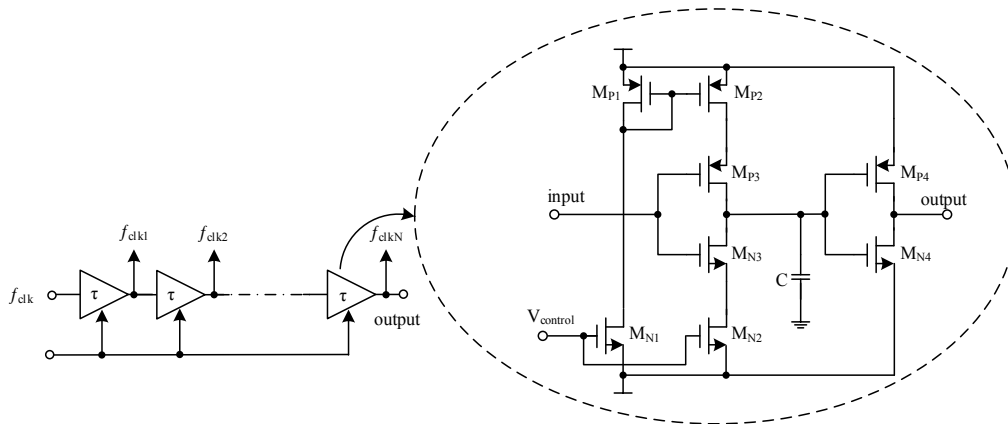 f_clk
τ
τ
τ
f_clk1
f_clk2
f_clkN
output
input
V_control
M_P1
M_P2
M_P3
M_P4
M_N1
M_N2
M_N3
M_N4
C
output